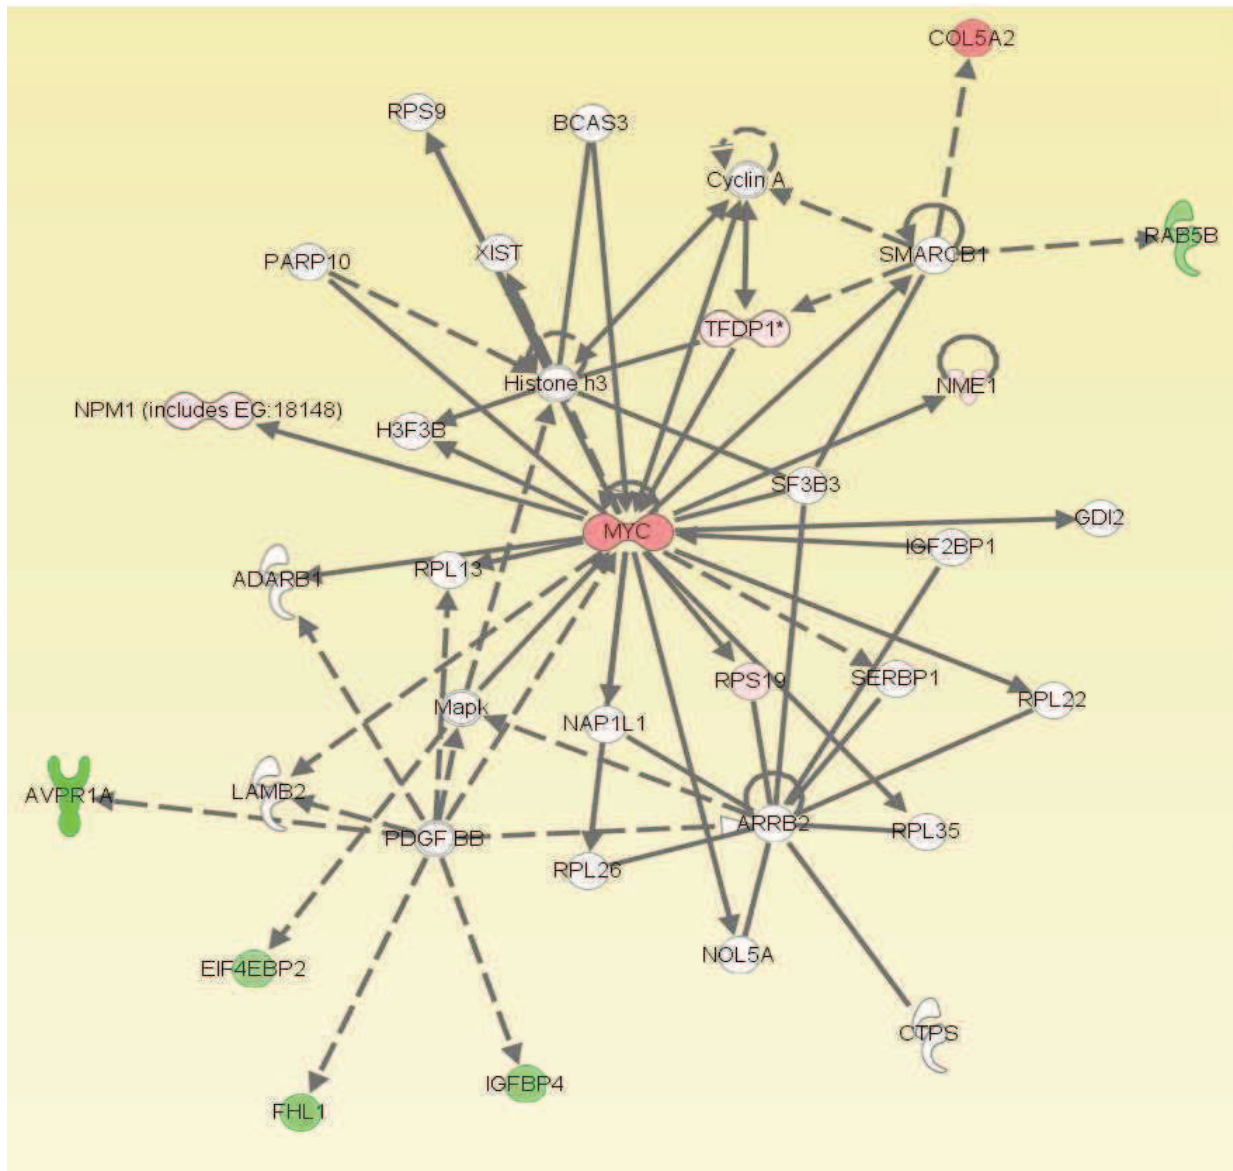 COL5A2
RPS9
BCAS3
Cyclin A
RAB5B
XIST
SMARCB1
PARP10
TFDP1*
Histone h3
NME1
NPM1 (includes EG:18148)
H3F3B
SF3B3
GDI2
MYC
IGF2BP1
ADARB1
RPL13
RPS19
SERBP1
RPL22
Mapk
NAP1L1
AVPR1A
LAMB2
PDGF BB
ARRB2
RPL35
RPL26
NOL5A
EIF4EBP2
CTPS
IGFBP4
FHL1